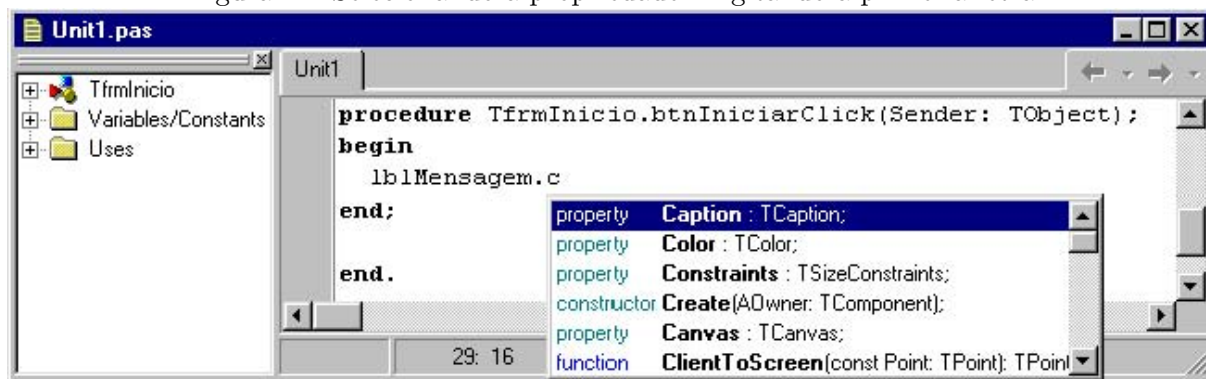 Unit1.pas
TfrmInicio
Variables/Constants
Uses
Unit1
procedure TfrmInicio.btnIniciarClick(Sender: TObject);
begin
lblMensagem.c
end;
end.
property Caption : TCaption;
property Color : TColor;
property Constraints : TSizeConstraints;
constructor Create(AOwner: TComponent);
property Canvas : TCanvas;
function ClientToScreen(const Point: TPoint): TPoint
29: 16